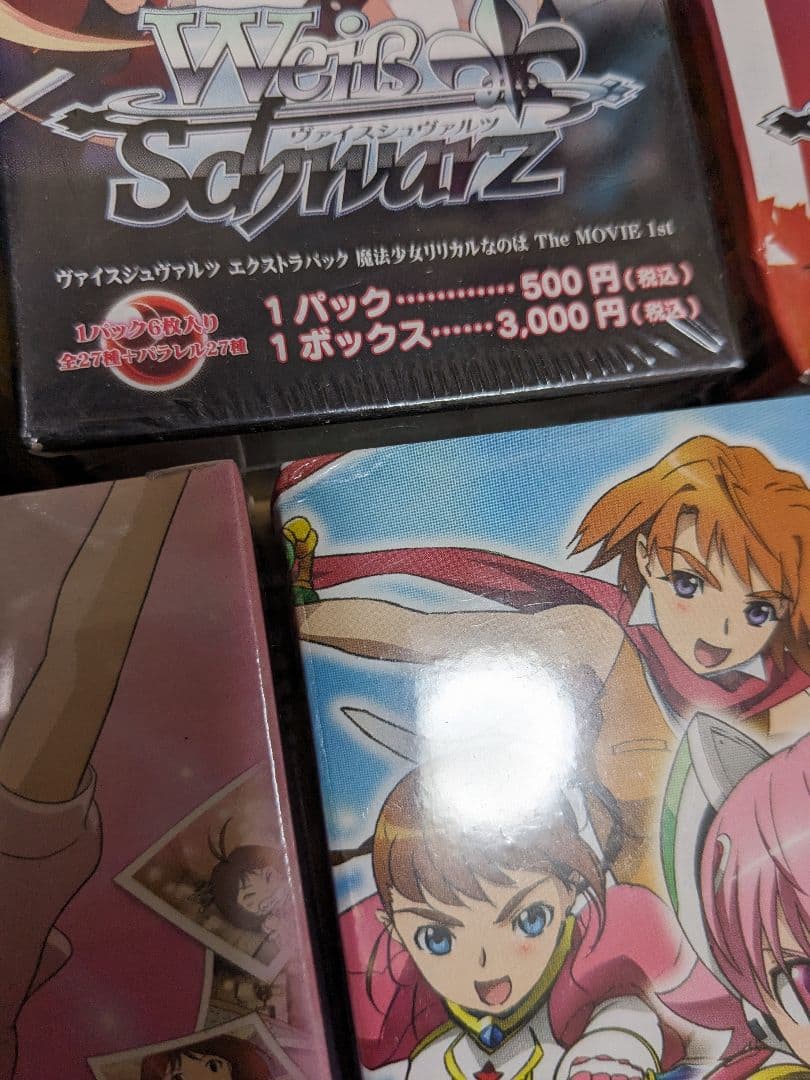 Weiß
ヴァイスシュヴァルツ
Schwarz
ヴァイスシュヴァルツ エクストラパック 魔法少女リリカルなのは The MOVIE 1st
1パック6枚入り
全27種+パラレル27種
1パック…………500円(税込)
1ボックス……3,000円(税込)